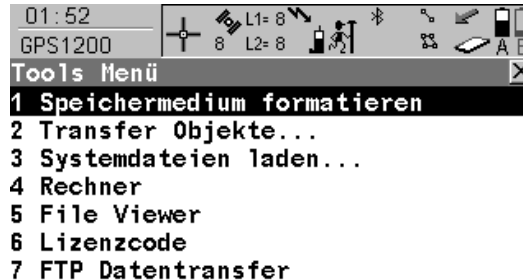 01:52
GPS1200
L1= 8
8 L2= 8
A
Tools Menü
1 Speichermedium formatieren
2 Transfer Objekte...
3 Systemdateien laden...
4 Rechner
5 File Viewer
6 Lizenzcode
7 FTP Datentransfer